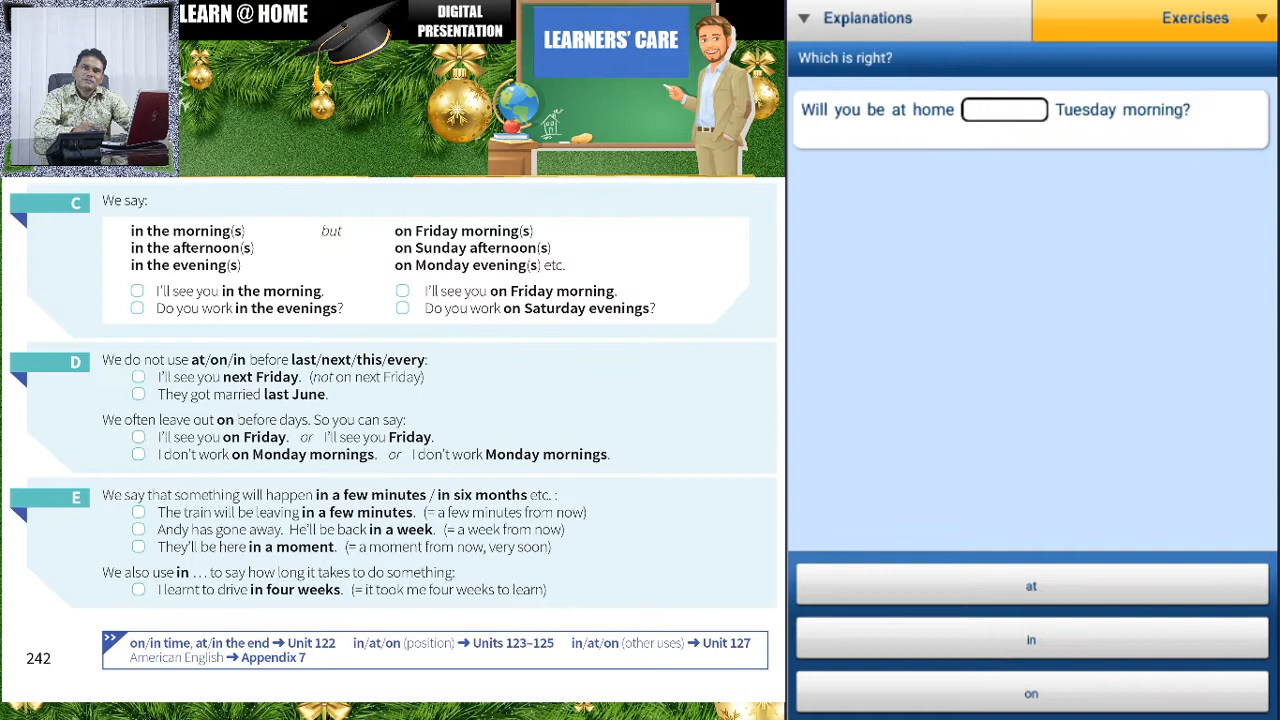 LEARN @ HOME
DIGITAL
PRESENTATION
LEARNERS' CARE
C
We say:
in the morning(s) but on Friday morning(s)
in the afternoon(s) on Sunday afternoon(s)
in the evening(s) on Monday evening(s) etc.
I'll see you in the morning. I'll see you on Friday morning.
Do you work in the evenings? Do you work on Saturday evenings?
D
We do not use at/on/in before last/next/this/every:
I'll see you next Friday. (not on next Friday)
They got married last June.
We often leave out on before days. So you can say:
I'll see you on Friday. or I'll see you Friday.
I don't work on Monday mornings. or I don't work Monday mornings.
E
We say that something will happen in a few minutes / in six months etc. :
The train will be leaving in a few minutes. (= a few minutes from now)
Andy has gone away. He'll be back in a week. (= a week from now)
They'll be here in a moment. (= a moment from now, very soon)
We also use in … to say how long it takes to do something:
I learnt to drive in four weeks. (= it took me four weeks to learn)
>> on/in time, at/in the end ➔ Unit 122 in/at/on (position) ➔ Units 123–125 in/at/on (other uses) ➔ Unit 127
American English ➔ Appendix 7
242
Explanations
Exercises
Which is right?
Will you be at home Tuesday morning?
at
in
on